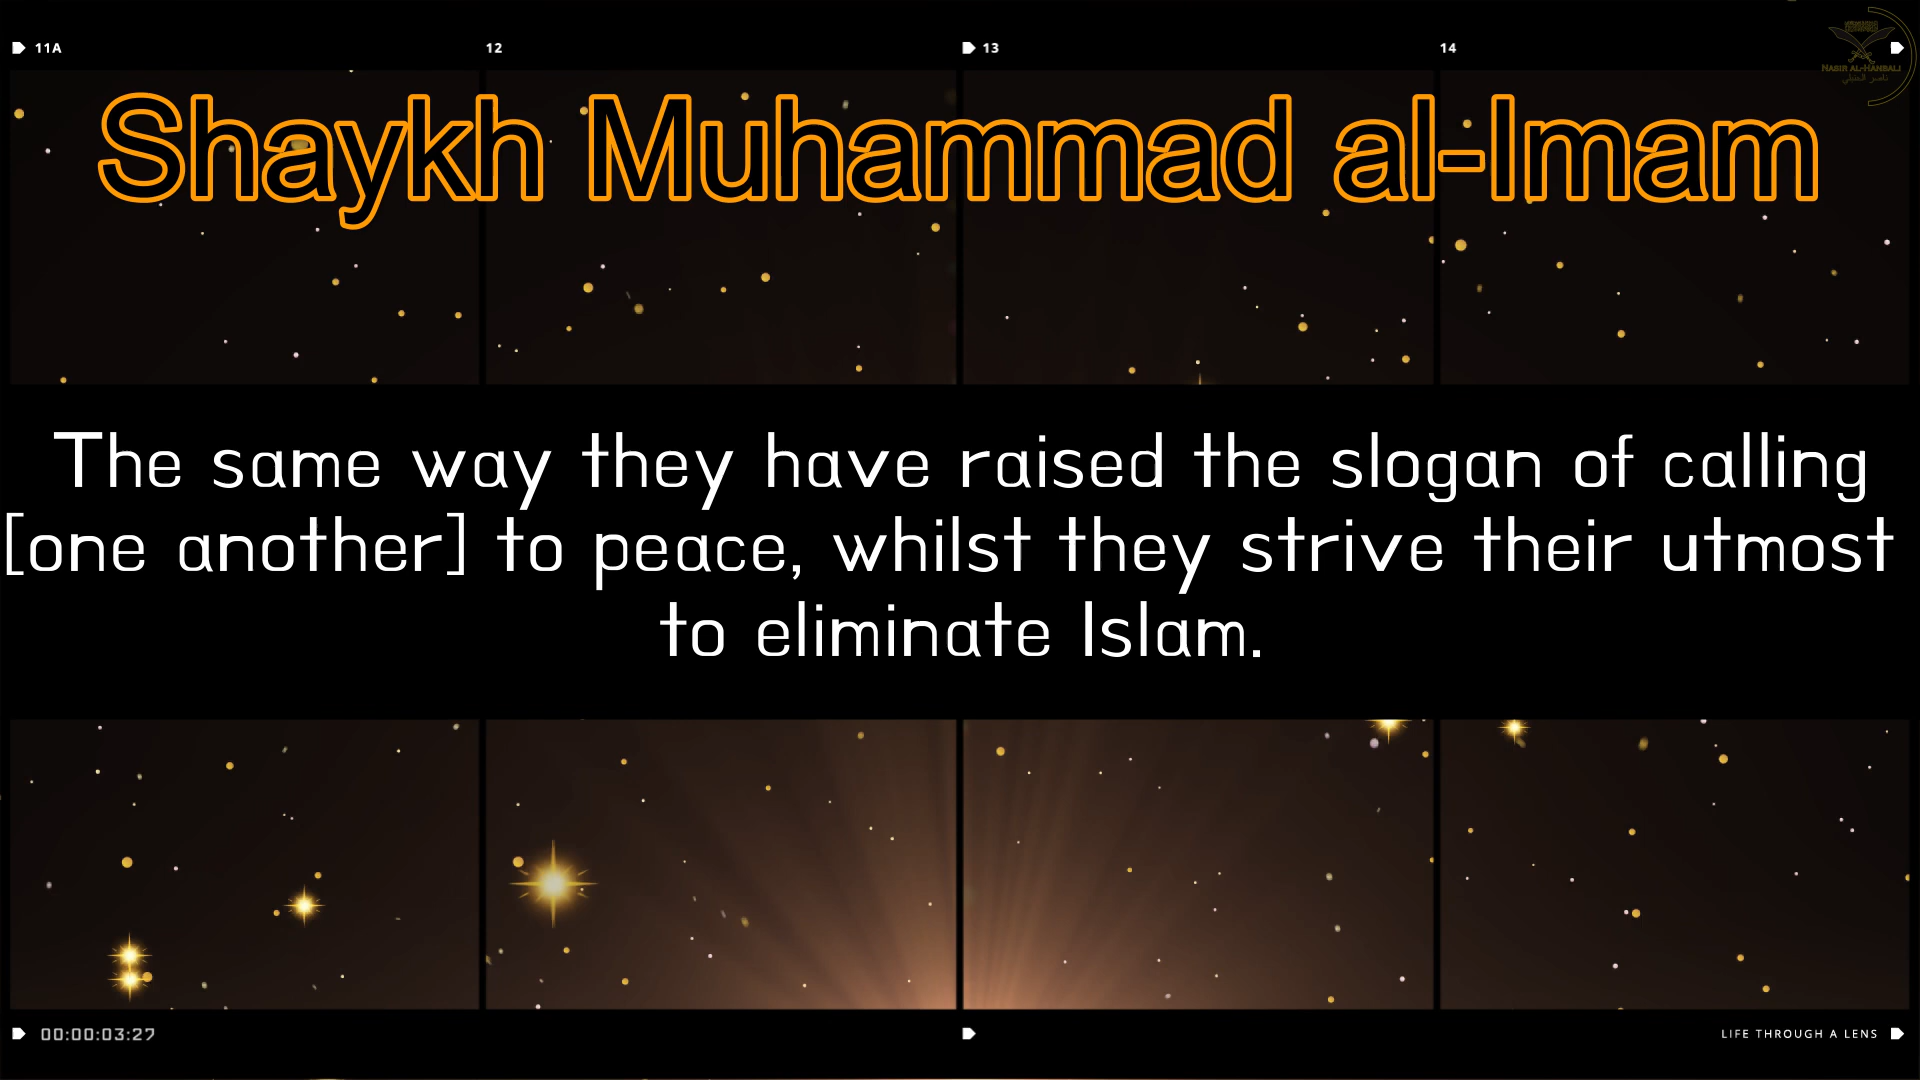 11A 12 13 14
NASIR AL-HANBALI
ناصر الحنبلي
Shaykh Muhammad al-Imam
The same way they have raised the slogan of calling
[one another] to peace, whilst they strive their utmost
to eliminate Islam.
00:00:03:27
LIFE THROUGH A LENS